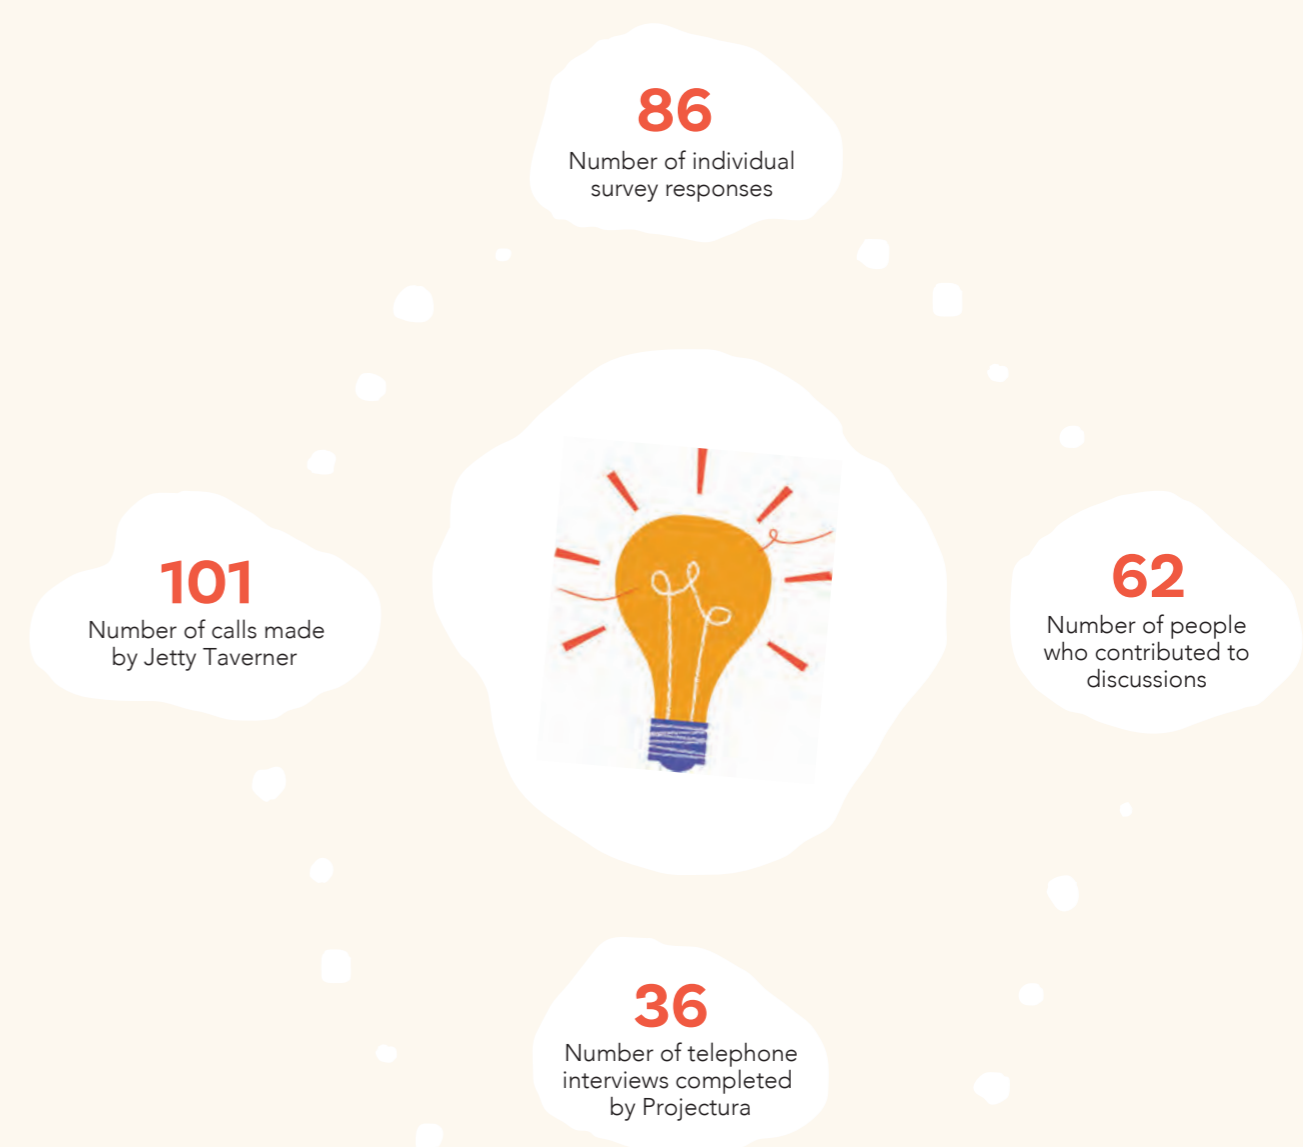 86
Number of individual
survey responses
101
Number of calls made
by Jetty Taverner
62
Number of people
who contributed to
discussions
36
Number of telephone
interviews completed
by Projectura